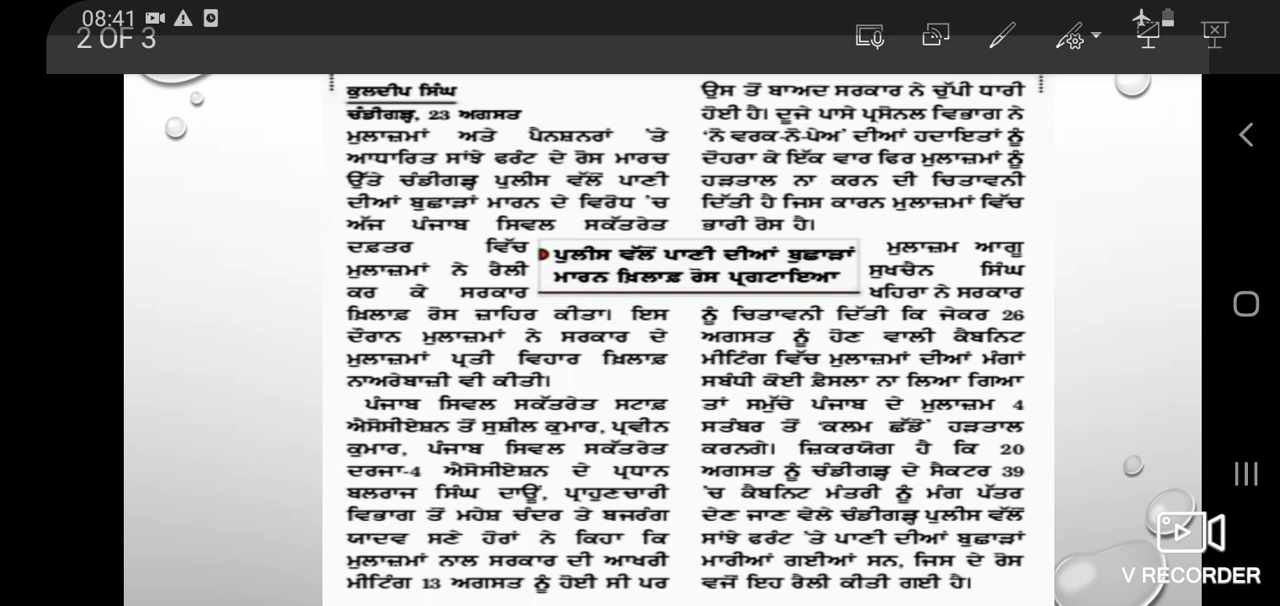 08:41
2 OF 3
ਕੁਲਦੀਪ ਸਿੰਘ
ਚੰਡੀਗੜ੍ਹ, 23 ਅਗਸਤ
ਮੁਲਾਜ਼ਮਾਂ ਅਤੇ ਪੈਨਸ਼ਨਰਾਂ 'ਤੇ
ਆਧਾਰਿਤ ਸਾਂਝੇ ਫਰੰਟ ਦੇ ਰੋਸ ਮਾਰਚ
ਉੱਤੇ ਚੰਡੀਗੜ੍ਹ ਪੁਲੀਸ ਵੱਲੋਂ ਪਾਣੀ
ਦੀਆਂ ਬੁਛਾੜਾਂ ਮਾਰਨ ਦੇ ਵਿਰੋਧ 'ਚ
ਅੱਜ ਪੰਜਾਬ ਸਿਵਲ ਸਕੱਤਰੇਤ
ਦਫ਼ਤਰ ਵਿੱਚ
ਮੁਲਾਜ਼ਮਾਂ ਨੇ ਰੈਲੀ
ਕਰ ਕੇ ਸਰਕਾਰ
ਖ਼ਿਲਾਫ਼ ਰੋਸ ਜ਼ਾਹਿਰ ਕੀਤਾ। ਇਸ
ਦੌਰਾਨ ਮੁਲਾਜ਼ਮਾਂ ਨੇ ਸਰਕਾਰ ਦੇ
ਮੁਲਾਜ਼ਮਾਂ ਪ੍ਰਤੀ ਵਿਹਾਰ ਖ਼ਿਲਾਫ਼
ਨਾਅਰੇਬਾਜ਼ੀ ਵੀ ਕੀਤੀ।
ਪੰਜਾਬ ਸਿਵਲ ਸਕੱਤਰੇਤ ਸਟਾਫ਼
ਐਸੋਸੀਏਸ਼ਨ ਤੋਂ ਸੁਸ਼ੀਲ ਕੁਮਾਰ, ਪ੍ਰਵੀਨ
ਕੁਮਾਰ, ਪੰਜਾਬ ਸਿਵਲ ਸਕੱਤਰੇਤ
ਦਰਜਾ-4 ਐਸੋਸੀਏਸ਼ਨ ਦੇ ਪ੍ਰਧਾਨ
ਬਲਰਾਜ ਸਿੰਘ ਦਾਊਂ, ਪ੍ਰਾਹੁਣਚਾਰੀ
ਵਿਭਾਗ ਤੋਂ ਮਹੇਸ਼ ਚੰਦਰ ਤੇ ਬਜਰੰਗ
ਯਾਦਵ ਸਣੇ ਹੋਰਾਂ ਨੇ ਕਿਹਾ ਕਿ
ਮੁਲਾਜ਼ਮਾਂ ਨਾਲ ਸਰਕਾਰ ਦੀ ਆਖ਼ਰੀ
ਮੀਟਿੰਗ 13 ਅਗਸਤ ਨੂੰ ਹੋਈ ਸੀ ਪਰ
ਪੁਲੀਸ ਵੱਲੋਂ ਪਾਣੀ ਦੀਆਂ ਬੁਛਾੜਾਂ
ਮਾਰਨ ਖ਼ਿਲਾਫ਼ ਰੋਸ ਪ੍ਰਗਟਾਇਆ
ਉਸ ਤੋਂ ਬਾਅਦ ਸਰਕਾਰ ਨੇ ਚੁੱਪੀ ਧਾਰੀ
ਹੋਈ ਹੈ। ਦੂਜੇ ਪਾਸੇ ਪ੍ਰਸੋਨਲ ਵਿਭਾਗ ਨੇ
'ਨੋ ਵਰਕ-ਨੋ-ਪੇਅ' ਦੀਆਂ ਹਦਾਇਤਾਂ ਨੂੰ
ਦੋਹਰਾ ਕੇ ਇੱਕ ਵਾਰ ਫਿਰ ਮੁਲਾਜ਼ਮਾਂ ਨੂੰ
ਹੜਤਾਲ ਨਾ ਕਰਨ ਦੀ ਚਿਤਾਵਨੀ
ਦਿੱਤੀ ਹੈ ਜਿਸ ਕਾਰਨ ਮੁਲਾਜ਼ਮਾਂ ਵਿੱਚ
ਭਾਰੀ ਰੋਸ ਹੈ।
ਮੁਲਾਜ਼ਮ ਆਗੂ
ਸੁਖਚੈਨ ਸਿੰਘ
ਖਹਿਰਾ ਨੇ ਸਰਕਾਰ
ਨੂੰ ਚਿਤਾਵਨੀ ਦਿੱਤੀ ਕਿ ਜੇਕਰ 26
ਅਗਸਤ ਨੂੰ ਹੋਣ ਵਾਲੀ ਕੈਬਨਿਟ
ਮੀਟਿੰਗ ਵਿੱਚ ਮੁਲਾਜ਼ਮਾਂ ਦੀਆਂ ਮੰਗਾਂ
ਸਬੰਧੀ ਕੋਈ ਫ਼ੈਸਲਾ ਨਾ ਲਿਆ ਗਿਆ
ਤਾਂ ਸਮੁੱਚੇ ਪੰਜਾਬ ਦੇ ਮੁਲਾਜ਼ਮ 4
ਸਤੰਬਰ ਤੋਂ 'ਕਲਮ ਛੱਡੋ' ਹੜਤਾਲ
ਕਰਨਗੇ। ਜ਼ਿਕਰਯੋਗ ਹੈ ਕਿ 20
ਅਗਸਤ ਨੂੰ ਚੰਡੀਗੜ੍ਹ ਦੇ ਸੈਕਟਰ 39
'ਚ ਕੈਬਨਿਟ ਮੰਤਰੀ ਨੂੰ ਮੰਗ ਪੱਤਰ
ਦੇਣ ਜਾਣ ਵੇਲੇ ਚੰਡੀਗੜ੍ਹ ਪੁਲੀਸ ਵੱਲੋਂ
ਸਾਂਝੇ ਫਰੰਟ 'ਤੇ ਪਾਣੀ ਦੀਆਂ ਬੁਛਾੜਾਂ
ਮਾਰੀਆਂ ਗਈਆਂ ਸਨ, ਜਿਸ ਦੇ ਰੋਸ
ਵਜੋਂ ਇਹ ਰੈਲੀ ਕੀਤੀ ਗਈ ਹੈ।
V RECORDER